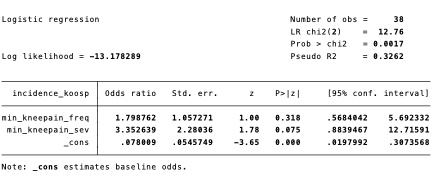 Logistic regression Number of obs = 38
LR chi2(2) = 12.76
Prob > chi2 = 0.0017
Log likelihood = -13.178289 Pseudo R2 = 0.3262
incidence_koosp Odds ratio Std. err. z P>|z| [95% conf. interval]
min_kneepain_freq 1.798762 1.057271 1.00 0.318 .5684042 5.692332
min_kneepain_sev 3.352639 2.28036 1.78 0.075 .8839467 12.71591
_cons .078009 .0545749 -3.65 0.000 .0197992 .3073568
Note: _cons estimates baseline odds.